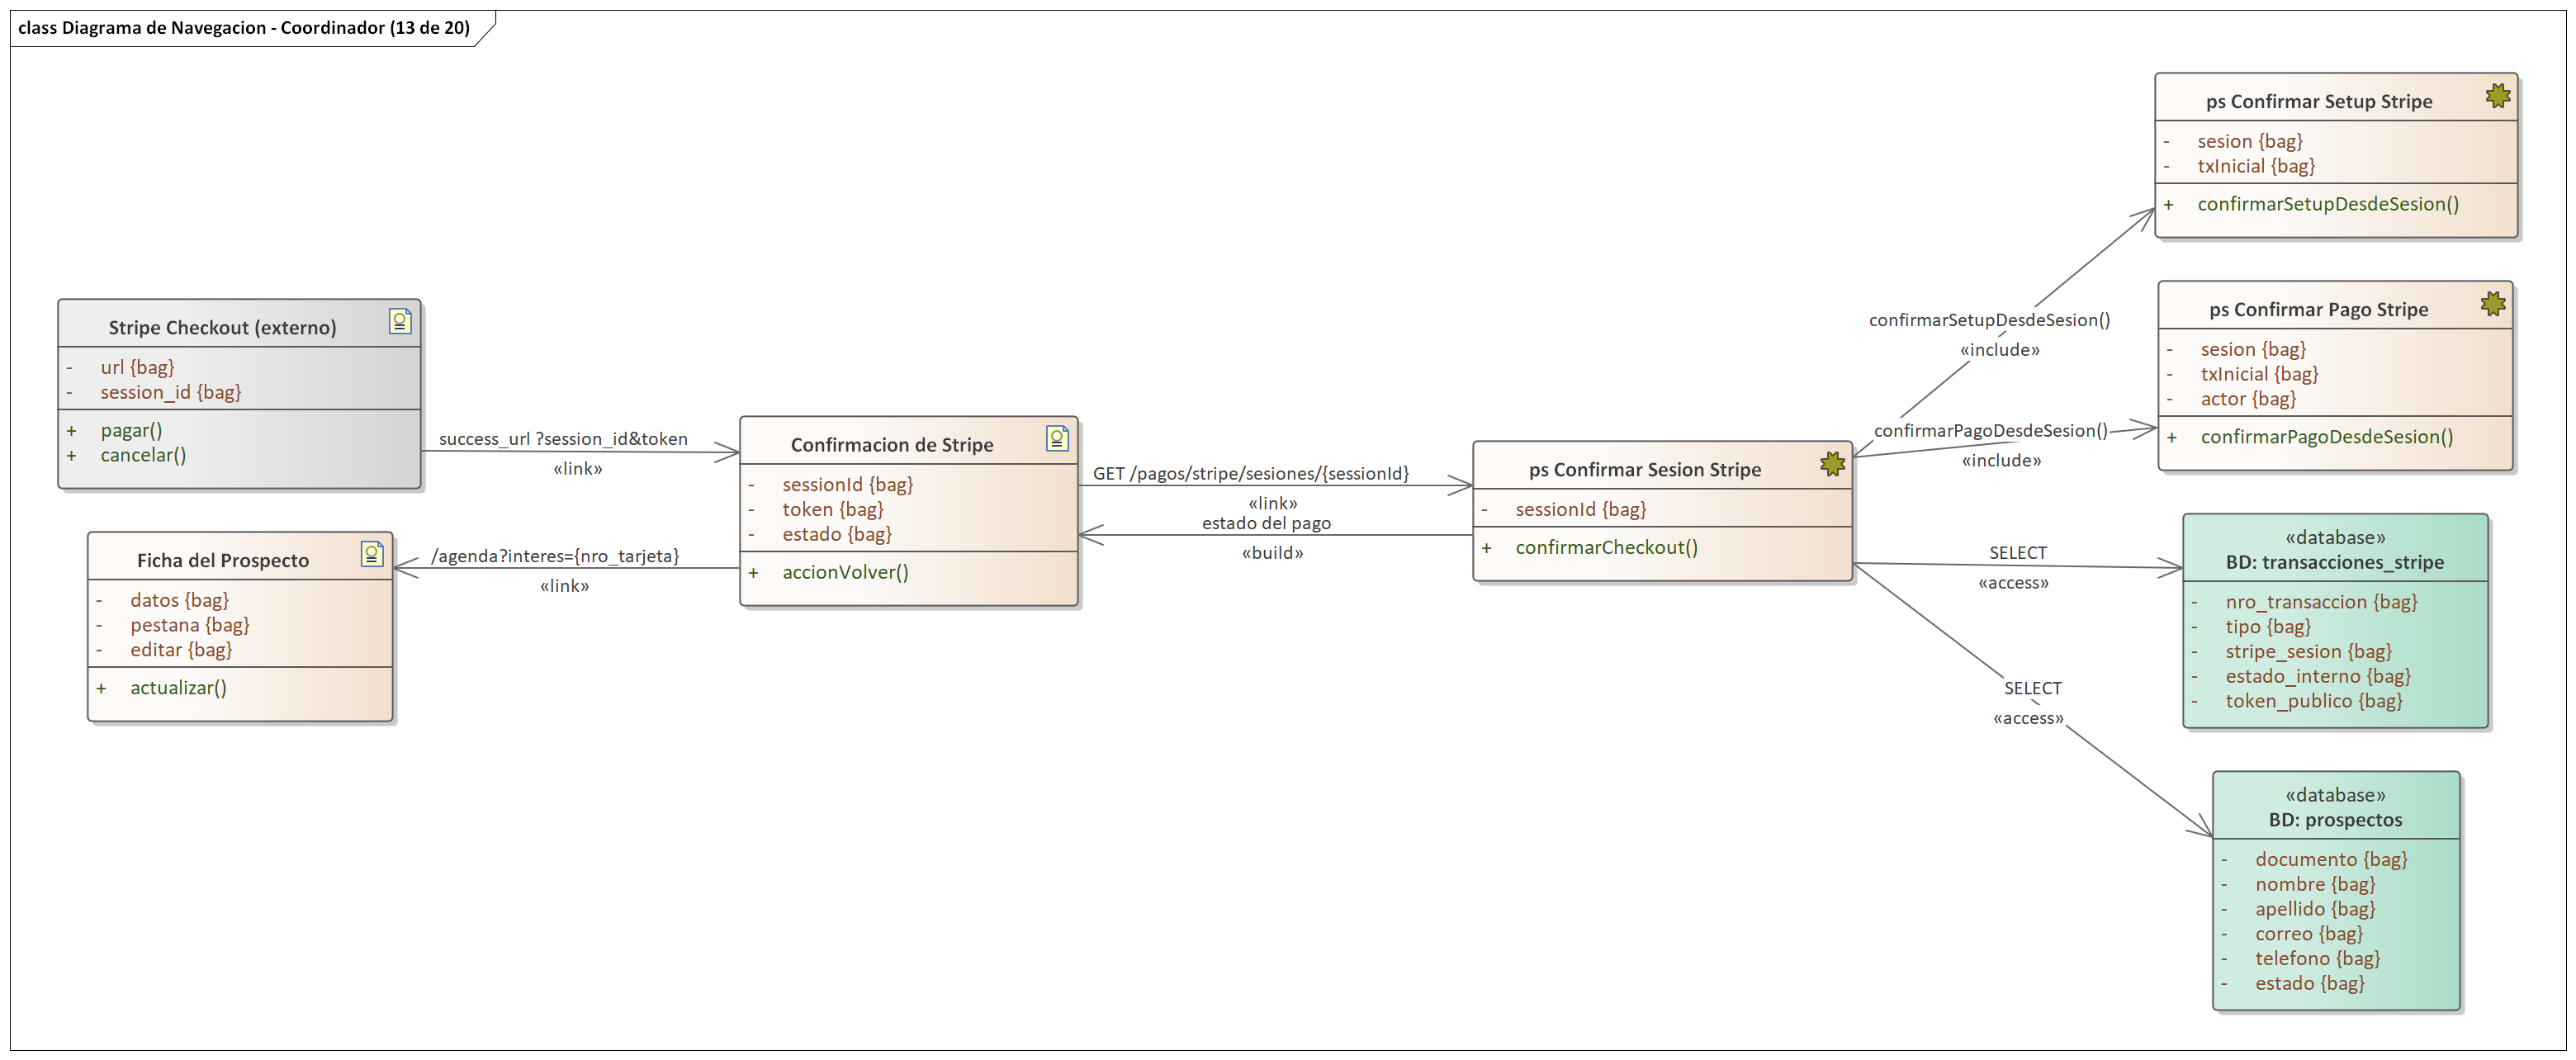 class Diagrama de Navegacion - Coordinador (13 de 20)
Stripe Checkout (externo)
- url {bag}
- session_id {bag}
+ pagar()
+ cancelar()
success_url ?session_id&token
«link»
Ficha del Prospecto
- datos {bag}
- pestana {bag}
- editar {bag}
+ actualizar()
/agenda?interes={nro_tarjeta}
«link»
Confirmacion de Stripe
- sessionId {bag}
- token {bag}
- estado {bag}
+ accionVolver()
GET /pagos/stripe/sesiones/{sessionId}
«link»
estado del pago
«build»
ps Confirmar Sesion Stripe
- sessionId {bag}
+ confirmarCheckout()
confirmarSetupDesdeSesion()
«include»
confirmarPagoDesdeSesion()
«include»
SELECT
«access»
SELECT
«access»
ps Confirmar Setup Stripe
- sesion {bag}
- txInicial {bag}
+ confirmarSetupDesdeSesion()
ps Confirmar Pago Stripe
- sesion {bag}
- txInicial {bag}
- actor {bag}
+ confirmarPagoDesdeSesion()
«database»
BD: transacciones_stripe
- nro_transaccion {bag}
- tipo {bag}
- stripe_sesion {bag}
- estado_interno {bag}
- token_publico {bag}
«database»
BD: prospectos
- documento {bag}
- nombre {bag}
- apellido {bag}
- correo {bag}
- telefono {bag}
- estado {bag}